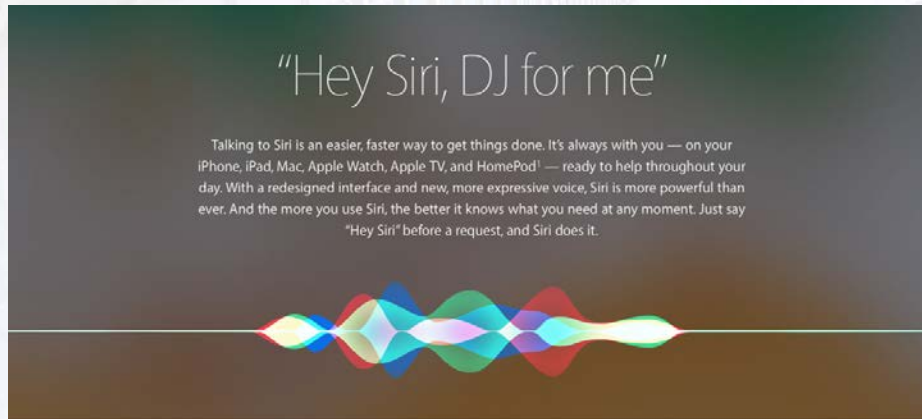 “Hey Siri, DJ for me”
Talking to Siri is an easier, faster way to get things done. It’s always with you — on your
iPhone, iPad, Mac, Apple Watch, Apple TV, and HomePod¹ — ready to help throughout your
day. With a redesigned interface and new, more expressive voice, Siri is more powerful than
ever. And the more you use Siri, the better it knows what you need at any moment. Just say
“Hey Siri” before a request, and Siri does it.